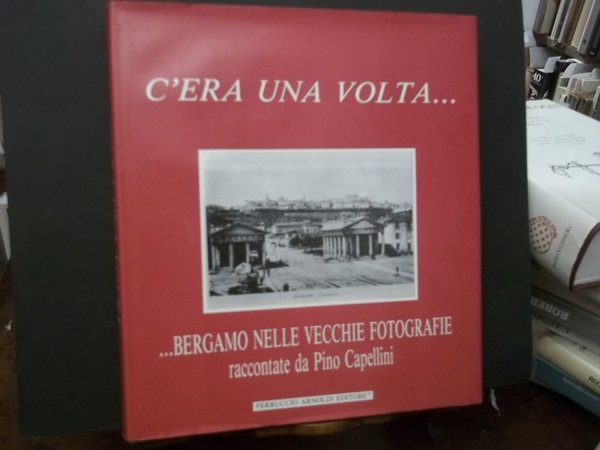 C'ERA UNA VOLTA...
...BERGAMO NELLE VECCHIE FOTOGRAFIE
raccontate da Pino Capellini
FERRUCCIO ARNOLDI EDITORE